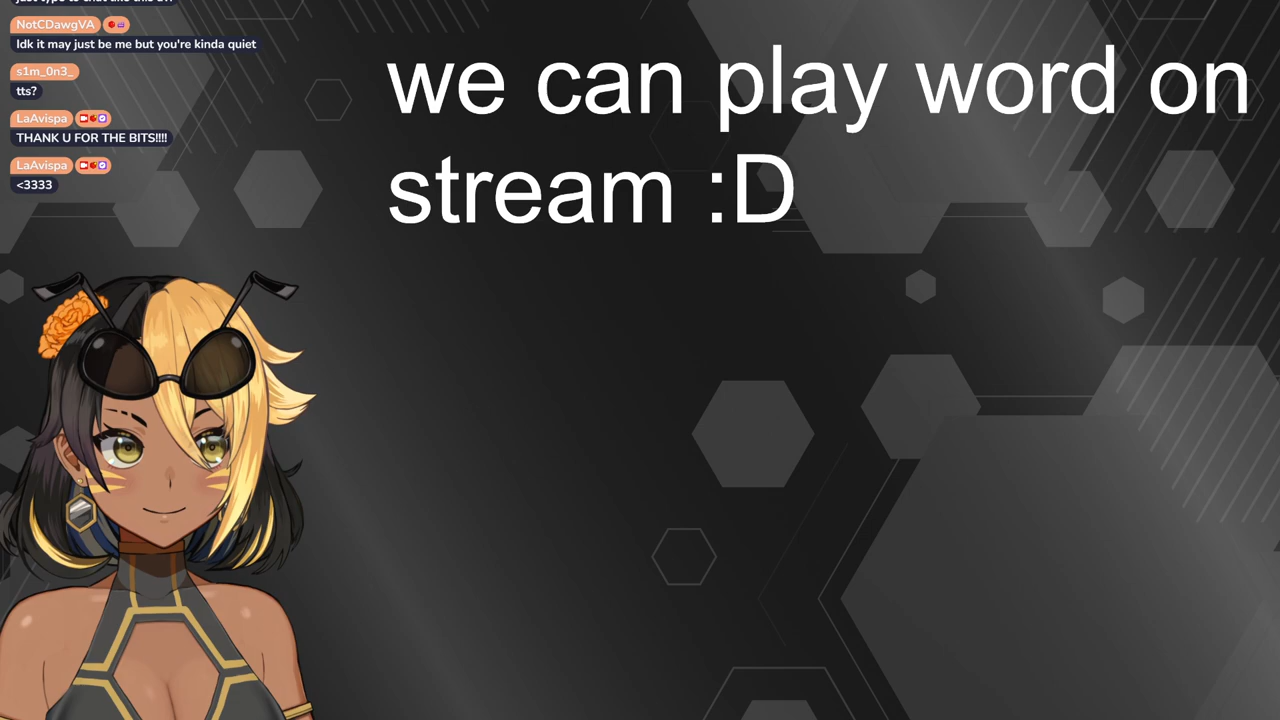 NotCDawgVA
Idk it may just be me but you're kinda quiet
s1m_0n3_
tts?
LaAvispa
THANK U FOR THE BITS!!!!
LaAvispa
<3333
we can play word on
stream :D